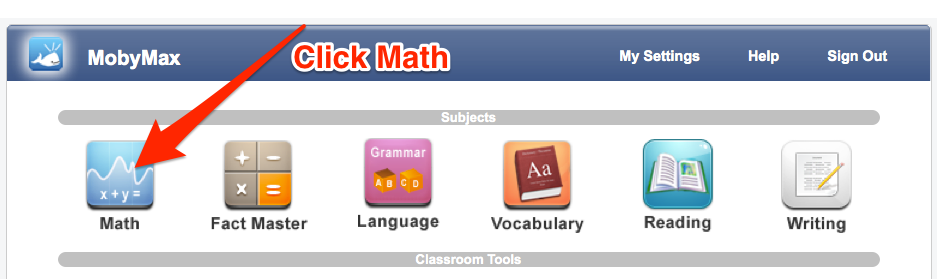 MobyMax
Click Math
My Settings
Help
Sign Out
Subjects
x + y =
+ −
× =
Grammar
A B C D
Aa
Math
Fact Master
Language
Vocabulary
Reading
Writing
Classroom Tools